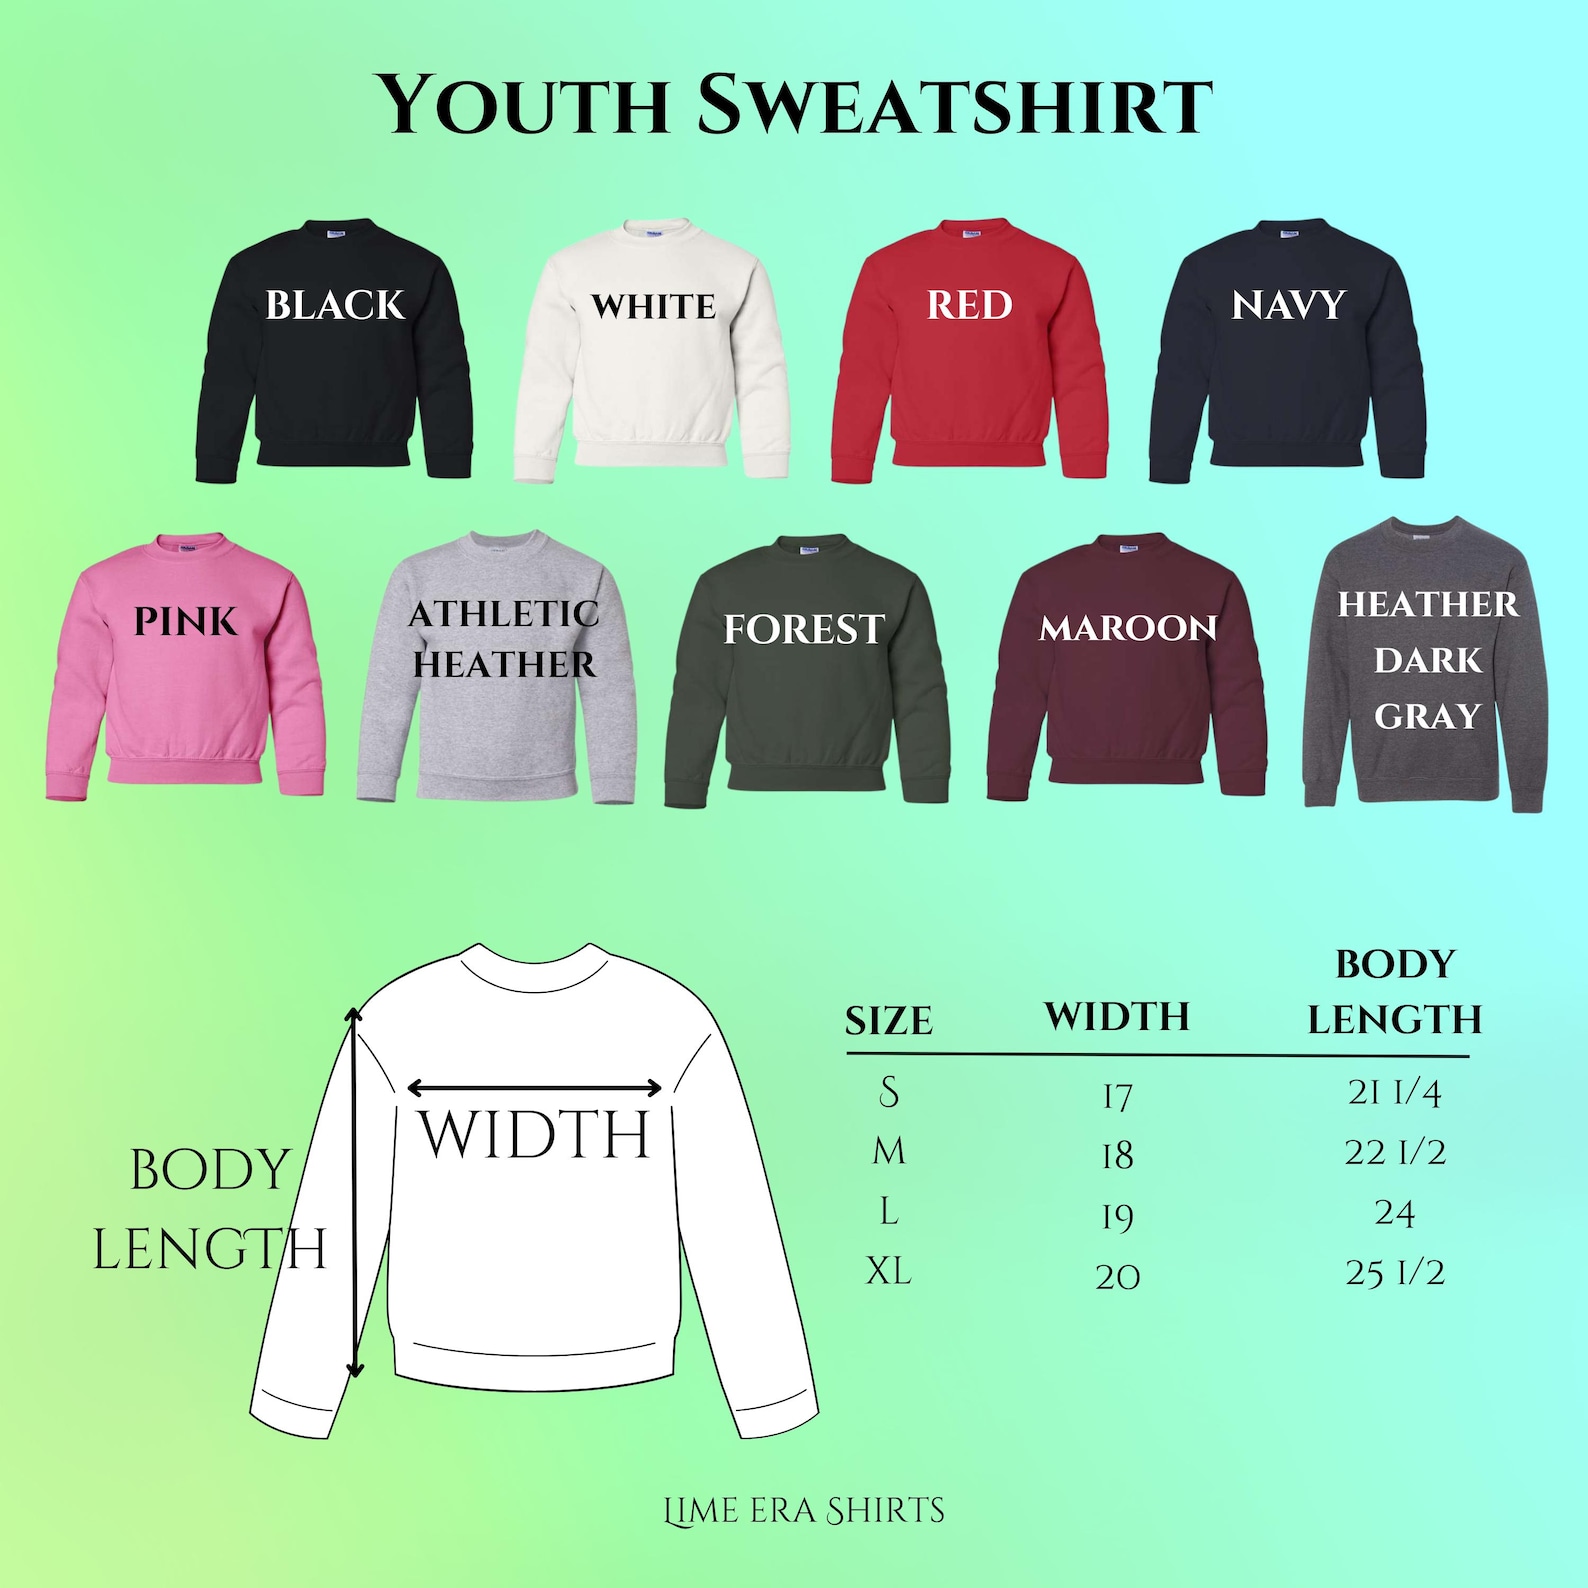 Youth Sweatshirt
BLACK
WHITE
RED
NAVY
PINK
ATHLETIC
HEATHER
FOREST
MAROON
HEATHER
DARK
GRAY
BODY
LENGTH
WIDTH
SIZE WIDTH BODY LENGTH
S 17 21 1/4
M 18 22 1/2
L 19 24
XL 20 25 1/2
LIME ERA SHIRTS